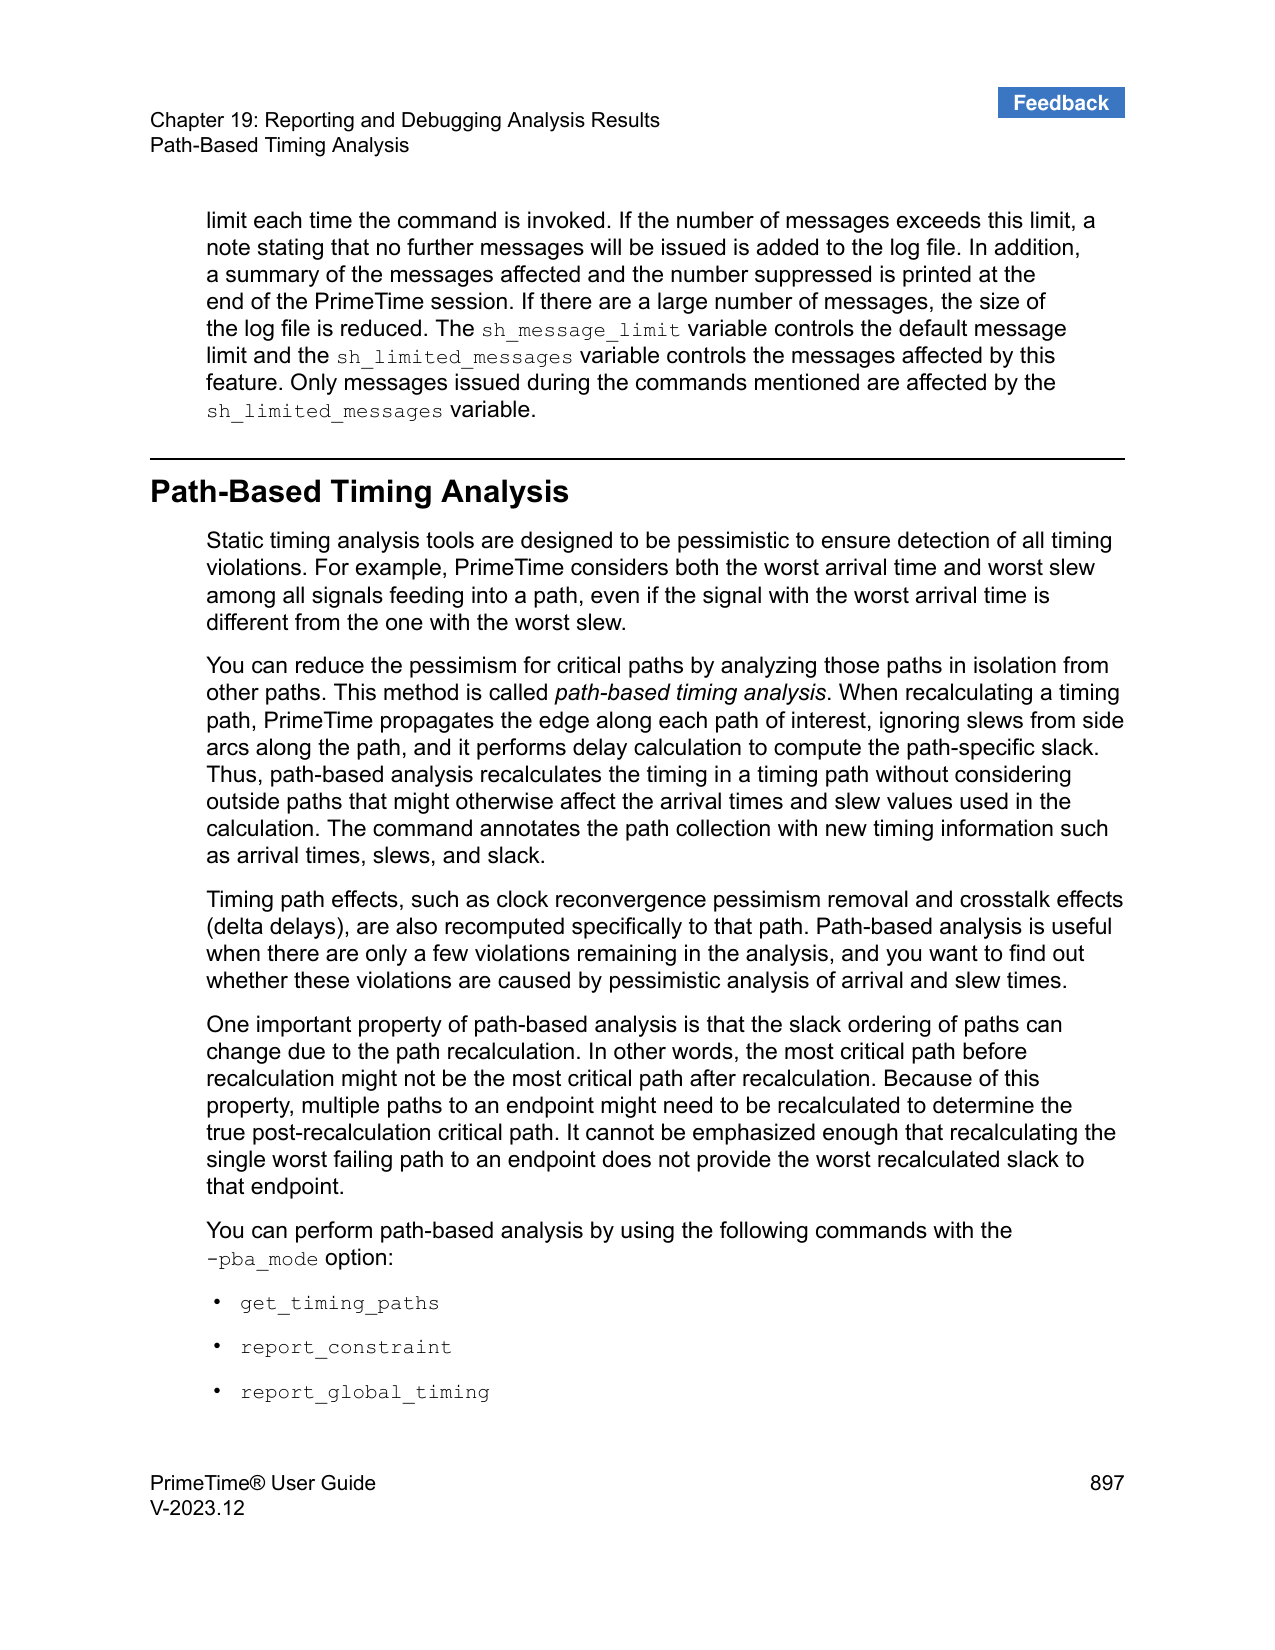 Feedback
Chapter 19: Reporting and Debugging Analysis Results
Path-Based Timing Analysis
limit each time the command is invoked. If the number of messages exceeds this limit, a
note stating that no further messages will be issued is added to the log file. In addition,
a summary of the messages affected and the number suppressed is printed at the
end of the PrimeTime session. If there are a large number of messages, the size of
the log file is reduced. The sh_message_limit variable controls the default message
limit and the sh_limited_messages variable controls the messages affected by this
feature. Only messages issued during the commands mentioned are affected by the
sh_limited_messages variable.
Path-Based Timing Analysis
Static timing analysis tools are designed to be pessimistic to ensure detection of all timing
violations. For example, PrimeTime considers both the worst arrival time and worst slew
among all signals feeding into a path, even if the signal with the worst arrival time is
different from the one with the worst slew.
You can reduce the pessimism for critical paths by analyzing those paths in isolation from
other paths. This method is called path-based timing analysis. When recalculating a timing
path, PrimeTime propagates the edge along each path of interest, ignoring slews from side
arcs along the path, and it performs delay calculation to compute the path-specific slack.
Thus, path-based analysis recalculates the timing in a timing path without considering
outside paths that might otherwise affect the arrival times and slew values used in the
calculation. The command annotates the path collection with new timing information such
as arrival times, slews, and slack.
Timing path effects, such as clock reconvergence pessimism removal and crosstalk effects
(delta delays), are also recomputed specifically to that path. Path-based analysis is useful
when there are only a few violations remaining in the analysis, and you want to find out
whether these violations are caused by pessimistic analysis of arrival and slew times.
One important property of path-based analysis is that the slack ordering of paths can
change due to the path recalculation. In other words, the most critical path before
recalculation might not be the most critical path after recalculation. Because of this
property, multiple paths to an endpoint might need to be recalculated to determine the
true post-recalculation critical path. It cannot be emphasized enough that recalculating the
single worst failing path to an endpoint does not provide the worst recalculated slack to
that endpoint.
You can perform path-based analysis by using the following commands with the
-pba_mode option:
• get_timing_paths
• report_constraint
• report_global_timing
PrimeTime® User Guide 897
V-2023.12